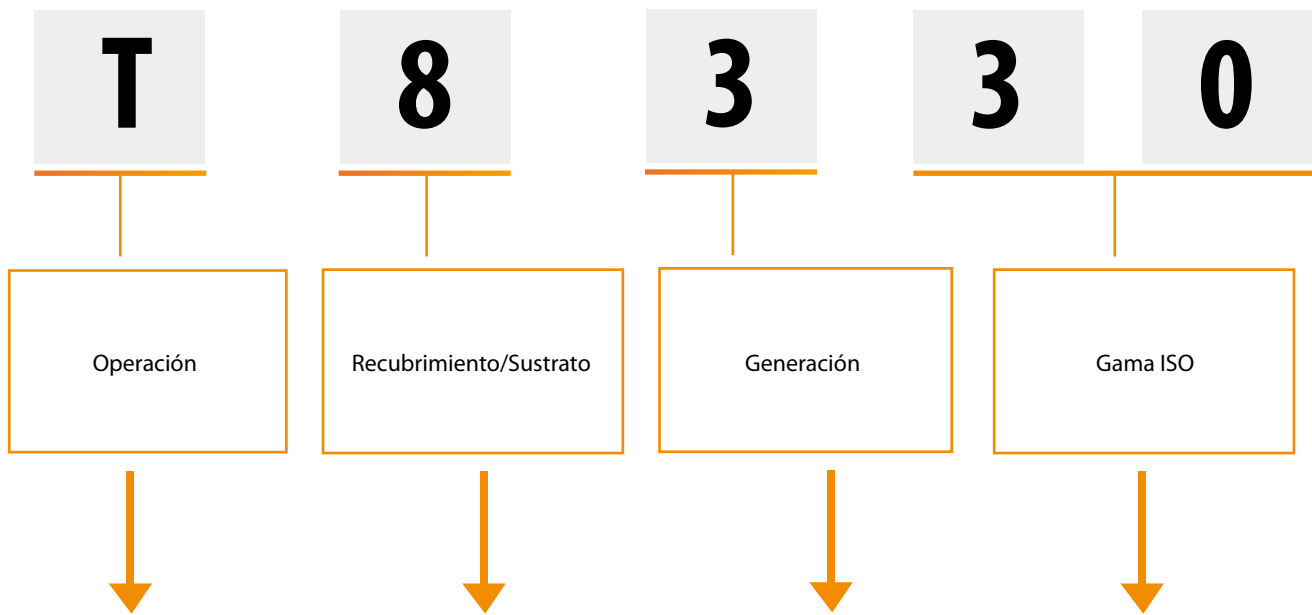 T 8 3 3 0
Operación Recubrimiento/Sustrato Generación Gama ISO